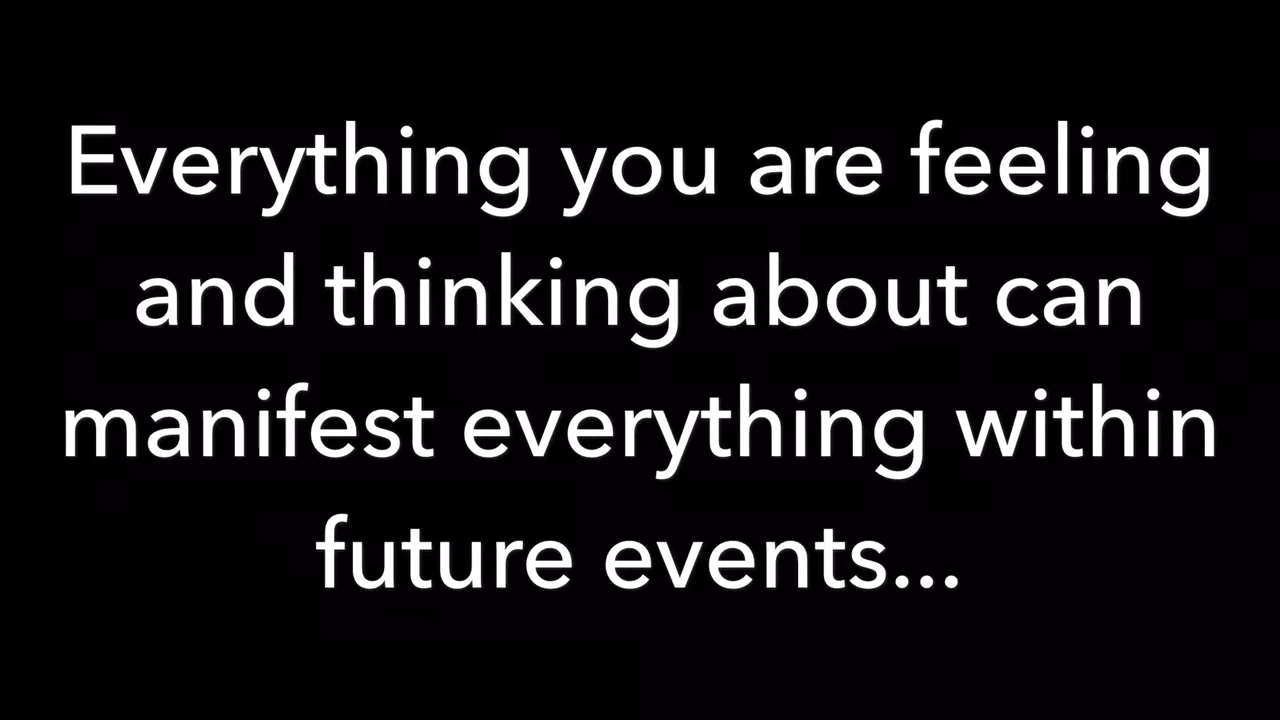 Everything you are feeling
and thinking about can
manifest everything within
future events...